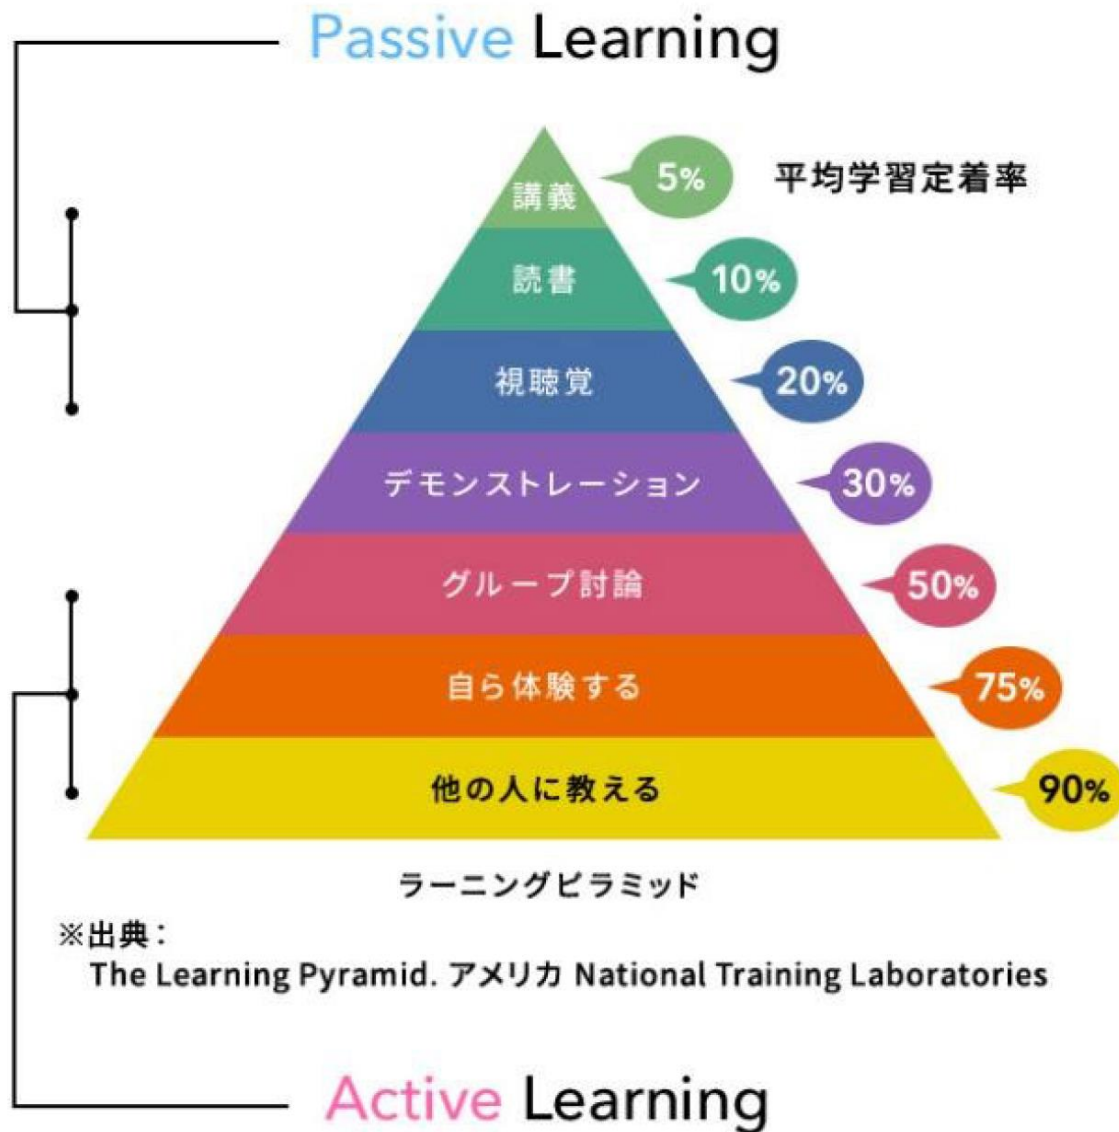 Passive Learning
講義
5%
平均学習定着率
読書
10%
視聴覚
20%
デモンストレーション
30%
グループ討論
50%
自ら体験する
75%
他の人に教える
90%
ラーニングピラミッド
※出典：
The Learning Pyramid. アメリカ National Training Laboratories
Active Learning